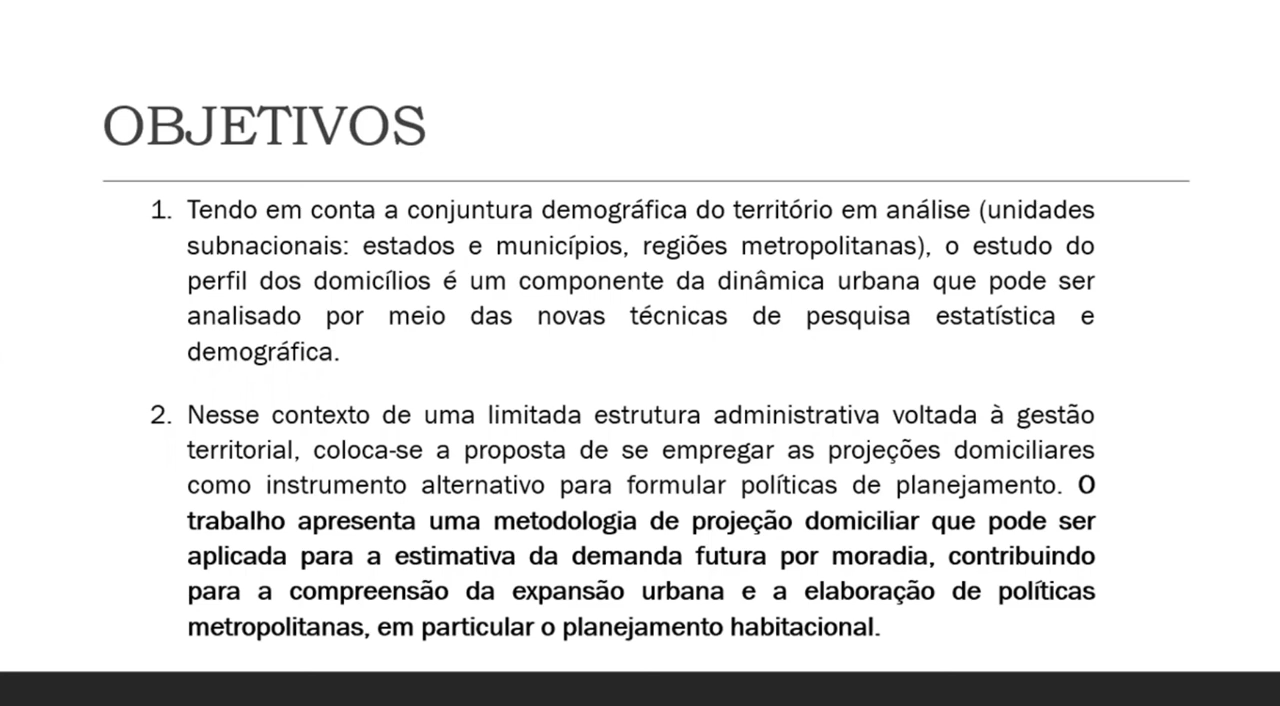 OBJETIVOS
1. Tendo em conta a conjuntura demográfica do território em análise (unidades
subnacionais: estados e municípios, regiões metropolitanas), o estudo do
perfil dos domicílios é um componente da dinâmica urbana que pode ser
analisado por meio das novas técnicas de pesquisa estatística e
demográfica.
2. Nesse contexto de uma limitada estrutura administrativa voltada à gestão
territorial, coloca-se a proposta de se empregar as projeções domiciliares
como instrumento alternativo para formular políticas de planejamento. O
trabalho apresenta uma metodologia de projeção domiciliar que pode ser
aplicada para a estimativa da demanda futura por moradia, contribuindo
para a compreensão da expansão urbana e a elaboração de políticas
metropolitanas, em particular o planejamento habitacional.